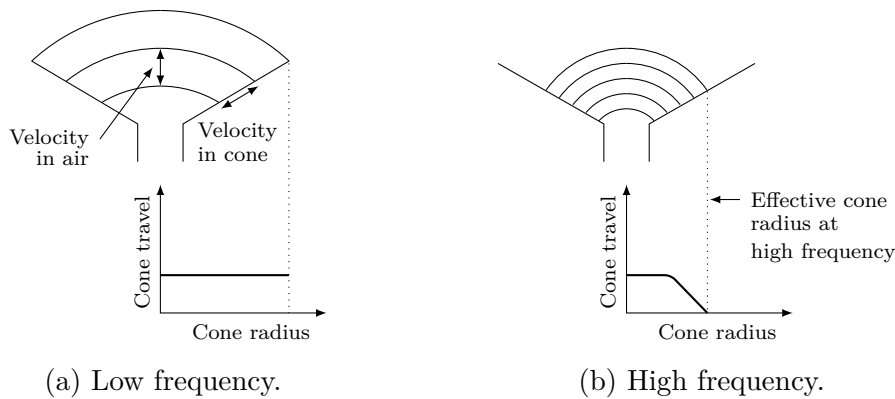 Velocity
in air
Velocity
in cone
Cone travel
Cone radius
(a) Low frequency.
Effective cone
radius at
high frequency
Cone travel
Cone radius
(b) High frequency.